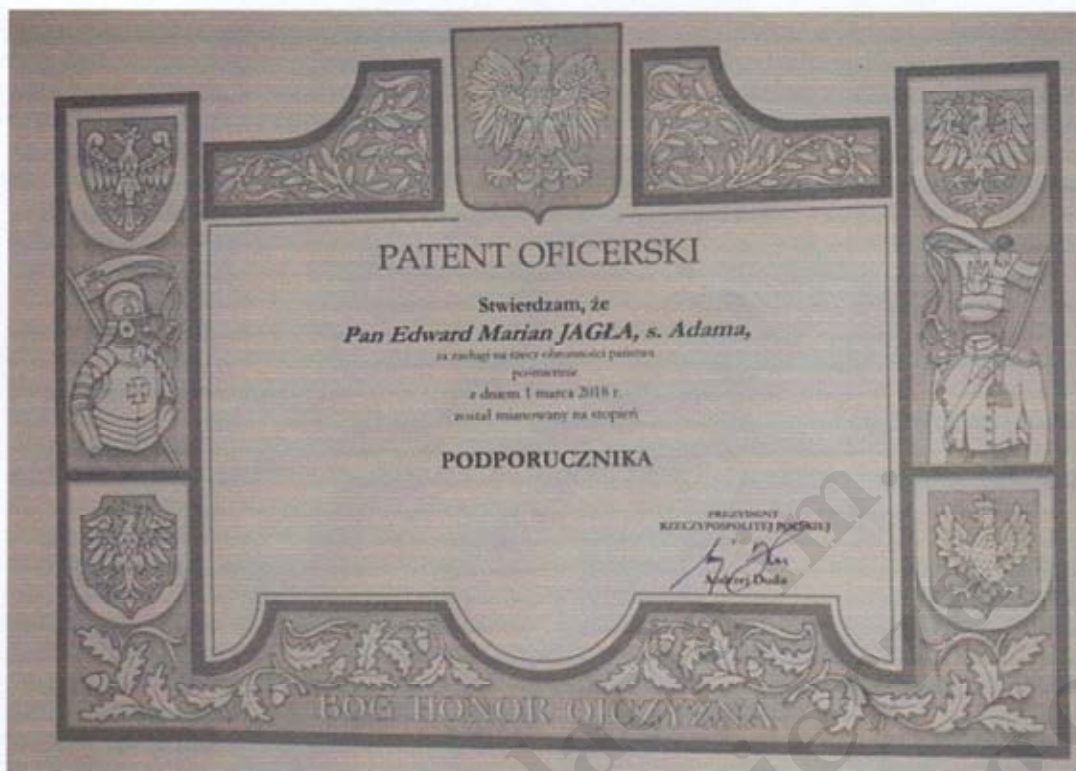 PATENT OFICERSKI
Stwierdzam, że
Pan Edward Marian JAGŁA, s. Adama,
za zasługi na rzecz obronności państwa
pośmiertnie
z dniem 1 marca 2018 r.
został mianowany na stopień
PODPORUCZNIKA
PREZYDENT
RZECZYPOSPOLITEJ POLSKIEJ
Andrzej Duda
BÓG HONOR OJCZYZNA